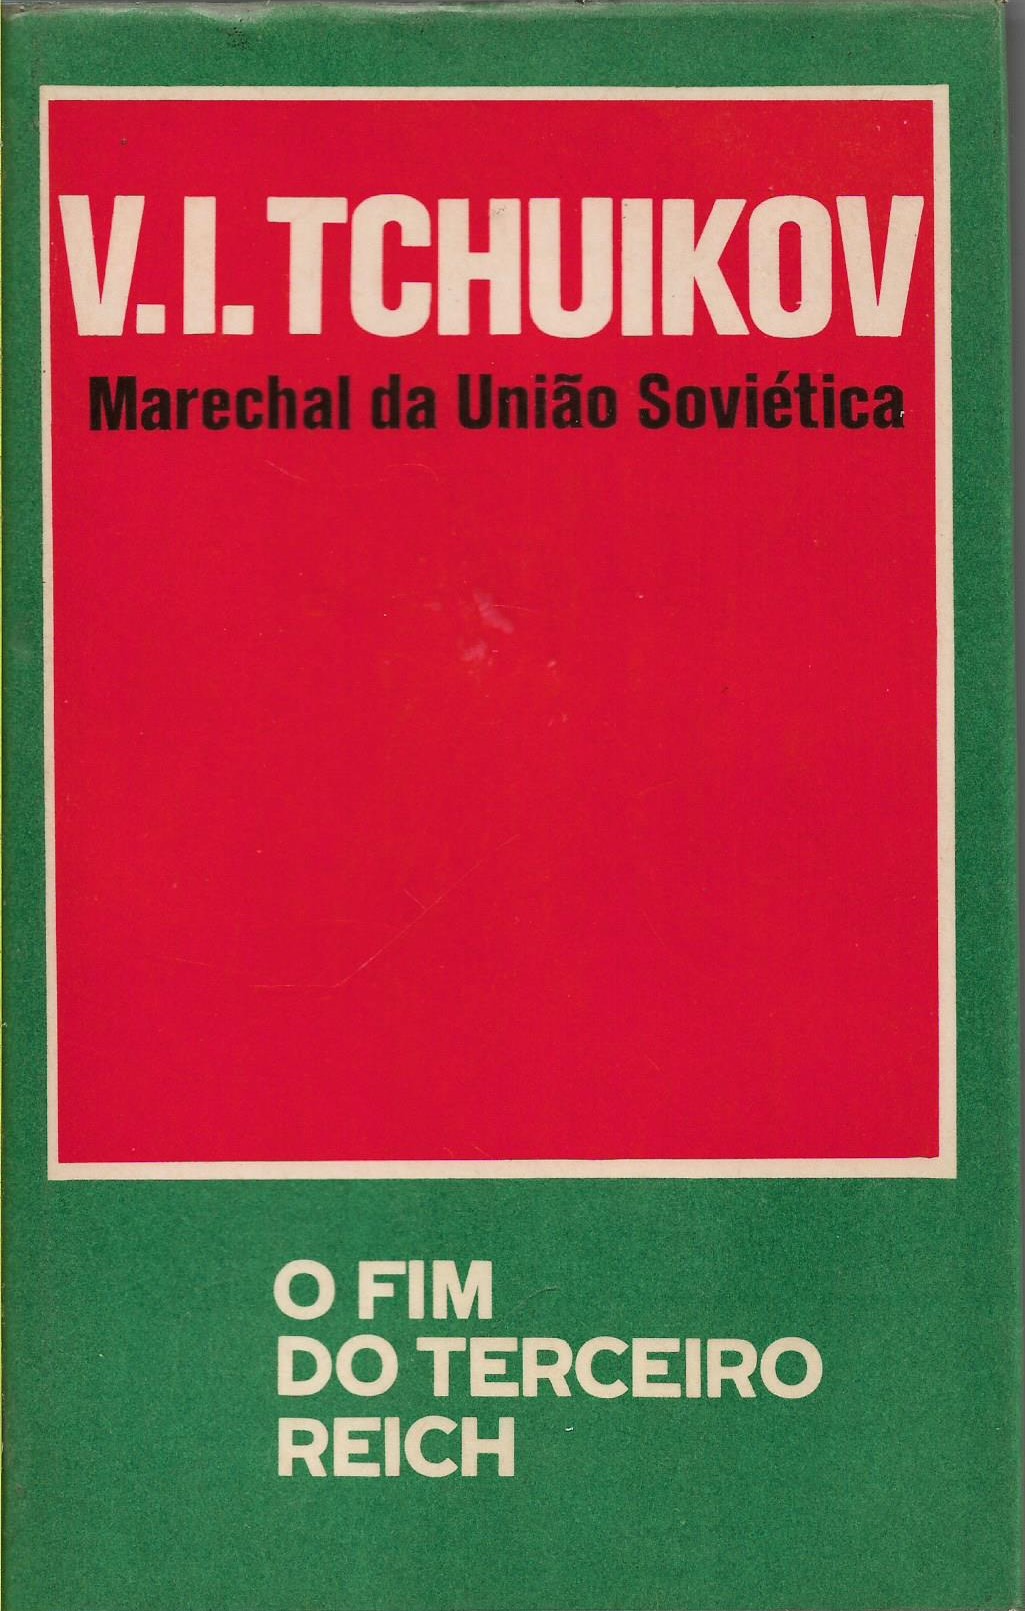 V. I. TCHUIKOV
Marechal da União Soviética
O FIM
DO TERCEIRO
REICH